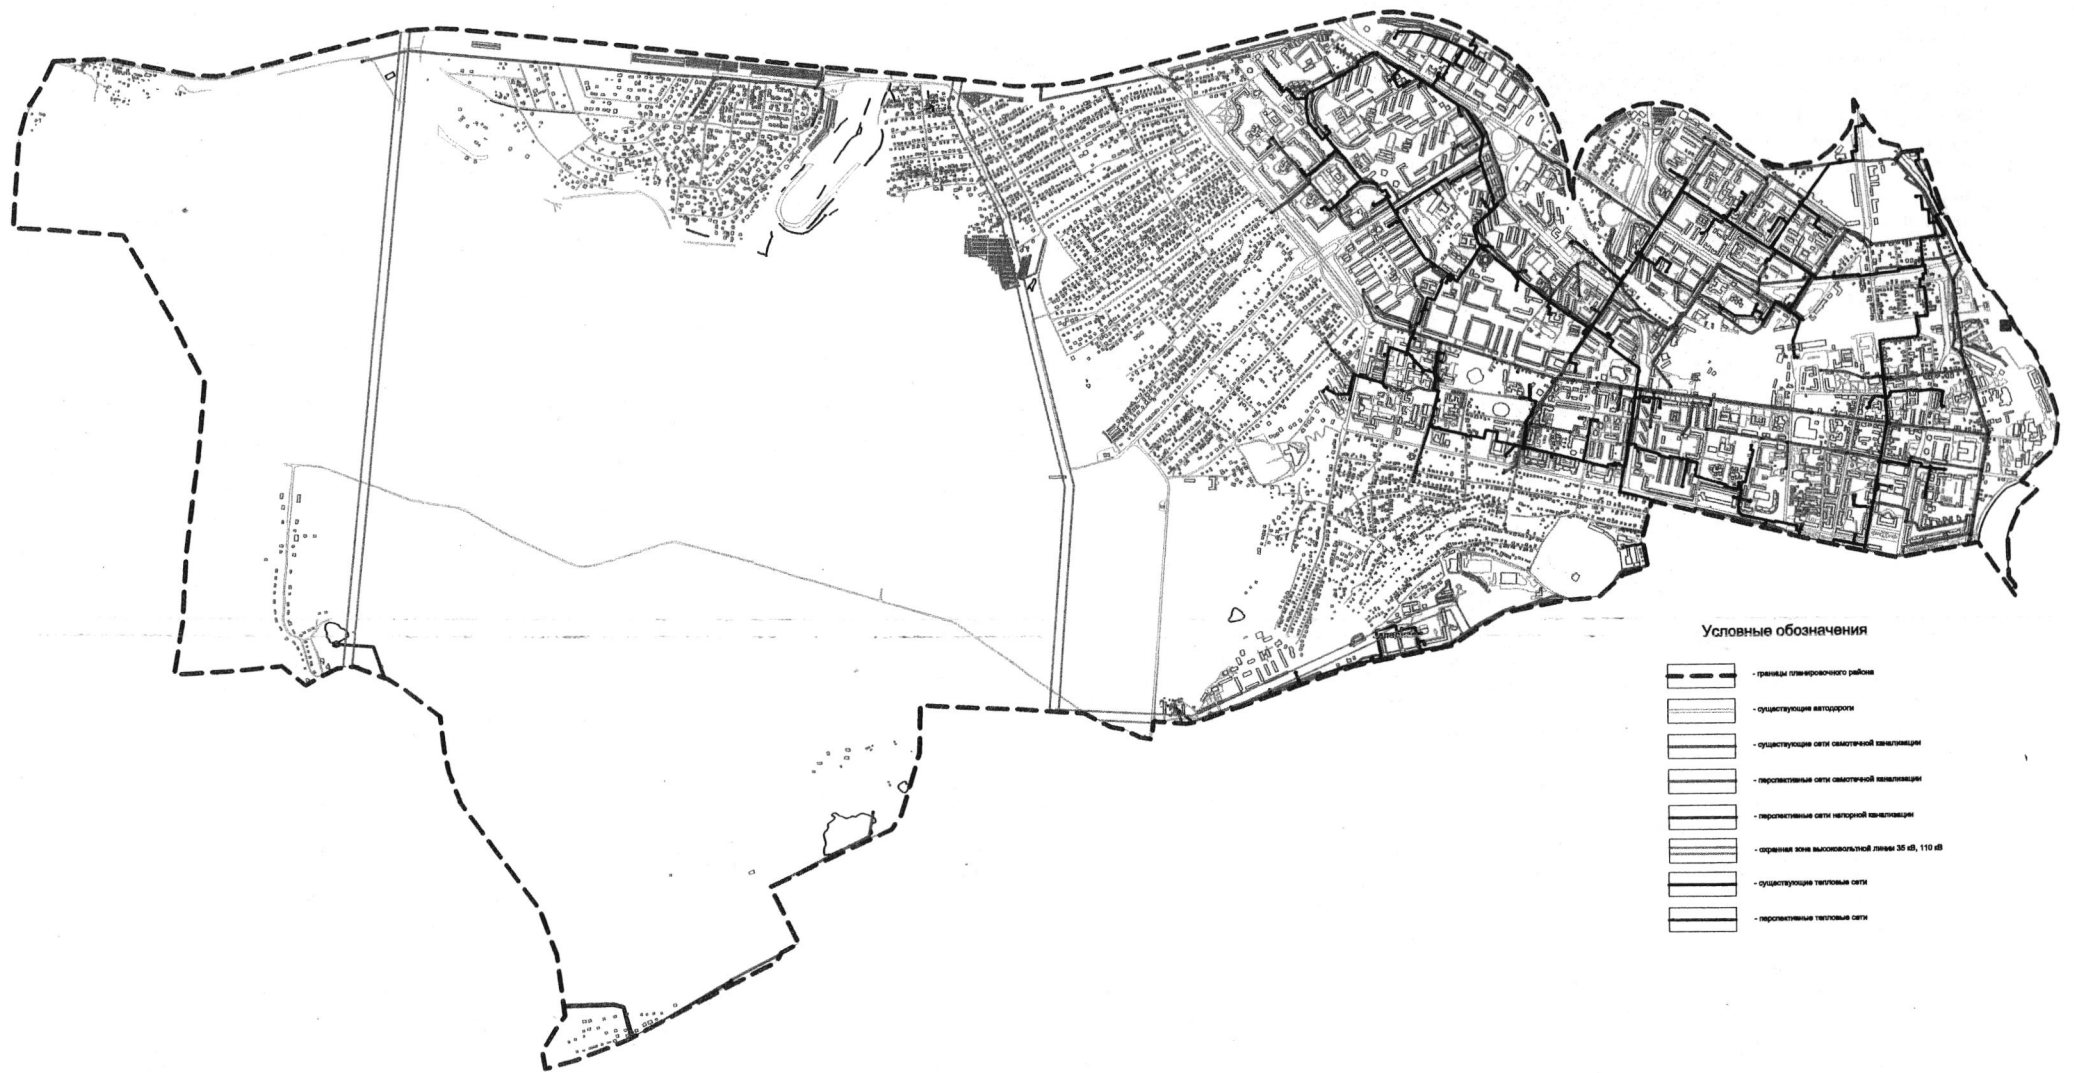 Условные обозначения
- границы планировочного района
- существующие автодороги
- существующие сети самотечной канализации
- перспективные сети самотечной канализации
- перспективные сети напорной канализации
- охранная зона высоковольтной линии 35 кВ, 110 кВ
- существующие тепловые сети
- перспективные тепловые сети